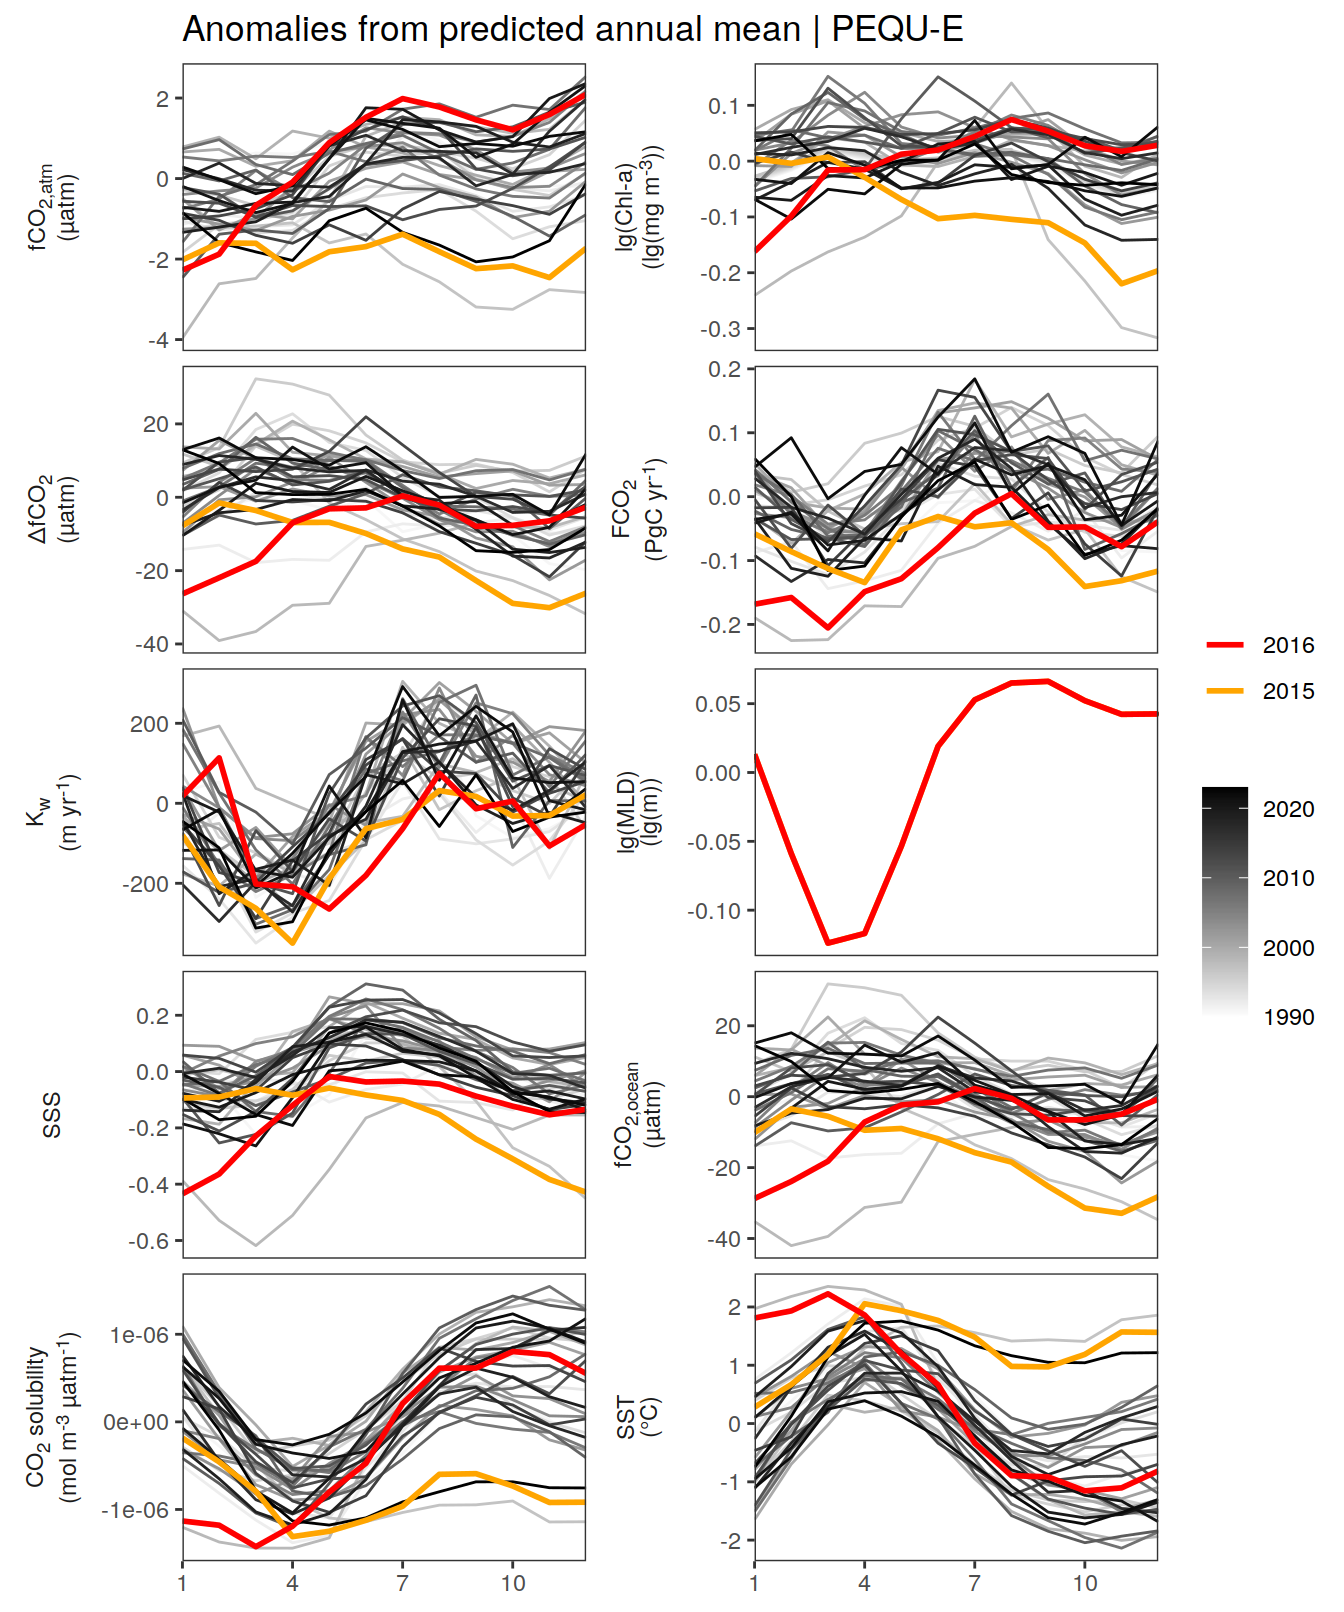 Anomalies from predicted annual mean | PEQU-E
fCO2,atm
(µatm)
2
0
-2
-4
lg(Chl-a)
(lg(mg m-3))
0.1
0.0
-0.1
-0.2
-0.3
ΔfCO2
(µatm)
20
0
-20
-40
FCO2
(PgC yr-1)
0.2
0.1
0.0
-0.1
-0.2
Kw
(m yr-1)
200
0
-200
lg(MLD)
(lg(m))
0.05
0.00
-0.05
-0.10
SSS
0.2
0.0
-0.2
-0.4
-0.6
fCO2,ocean
(µatm)
20
0
-20
-40
CO2 solubility
(mol m-3 µatm-1)
1e-06
0e+00
-1e-06
1 4 7 10
SST
(°C)
2
1
0
-1
-2
1 4 7 10
2016
2015
2020
2010
2000
1990